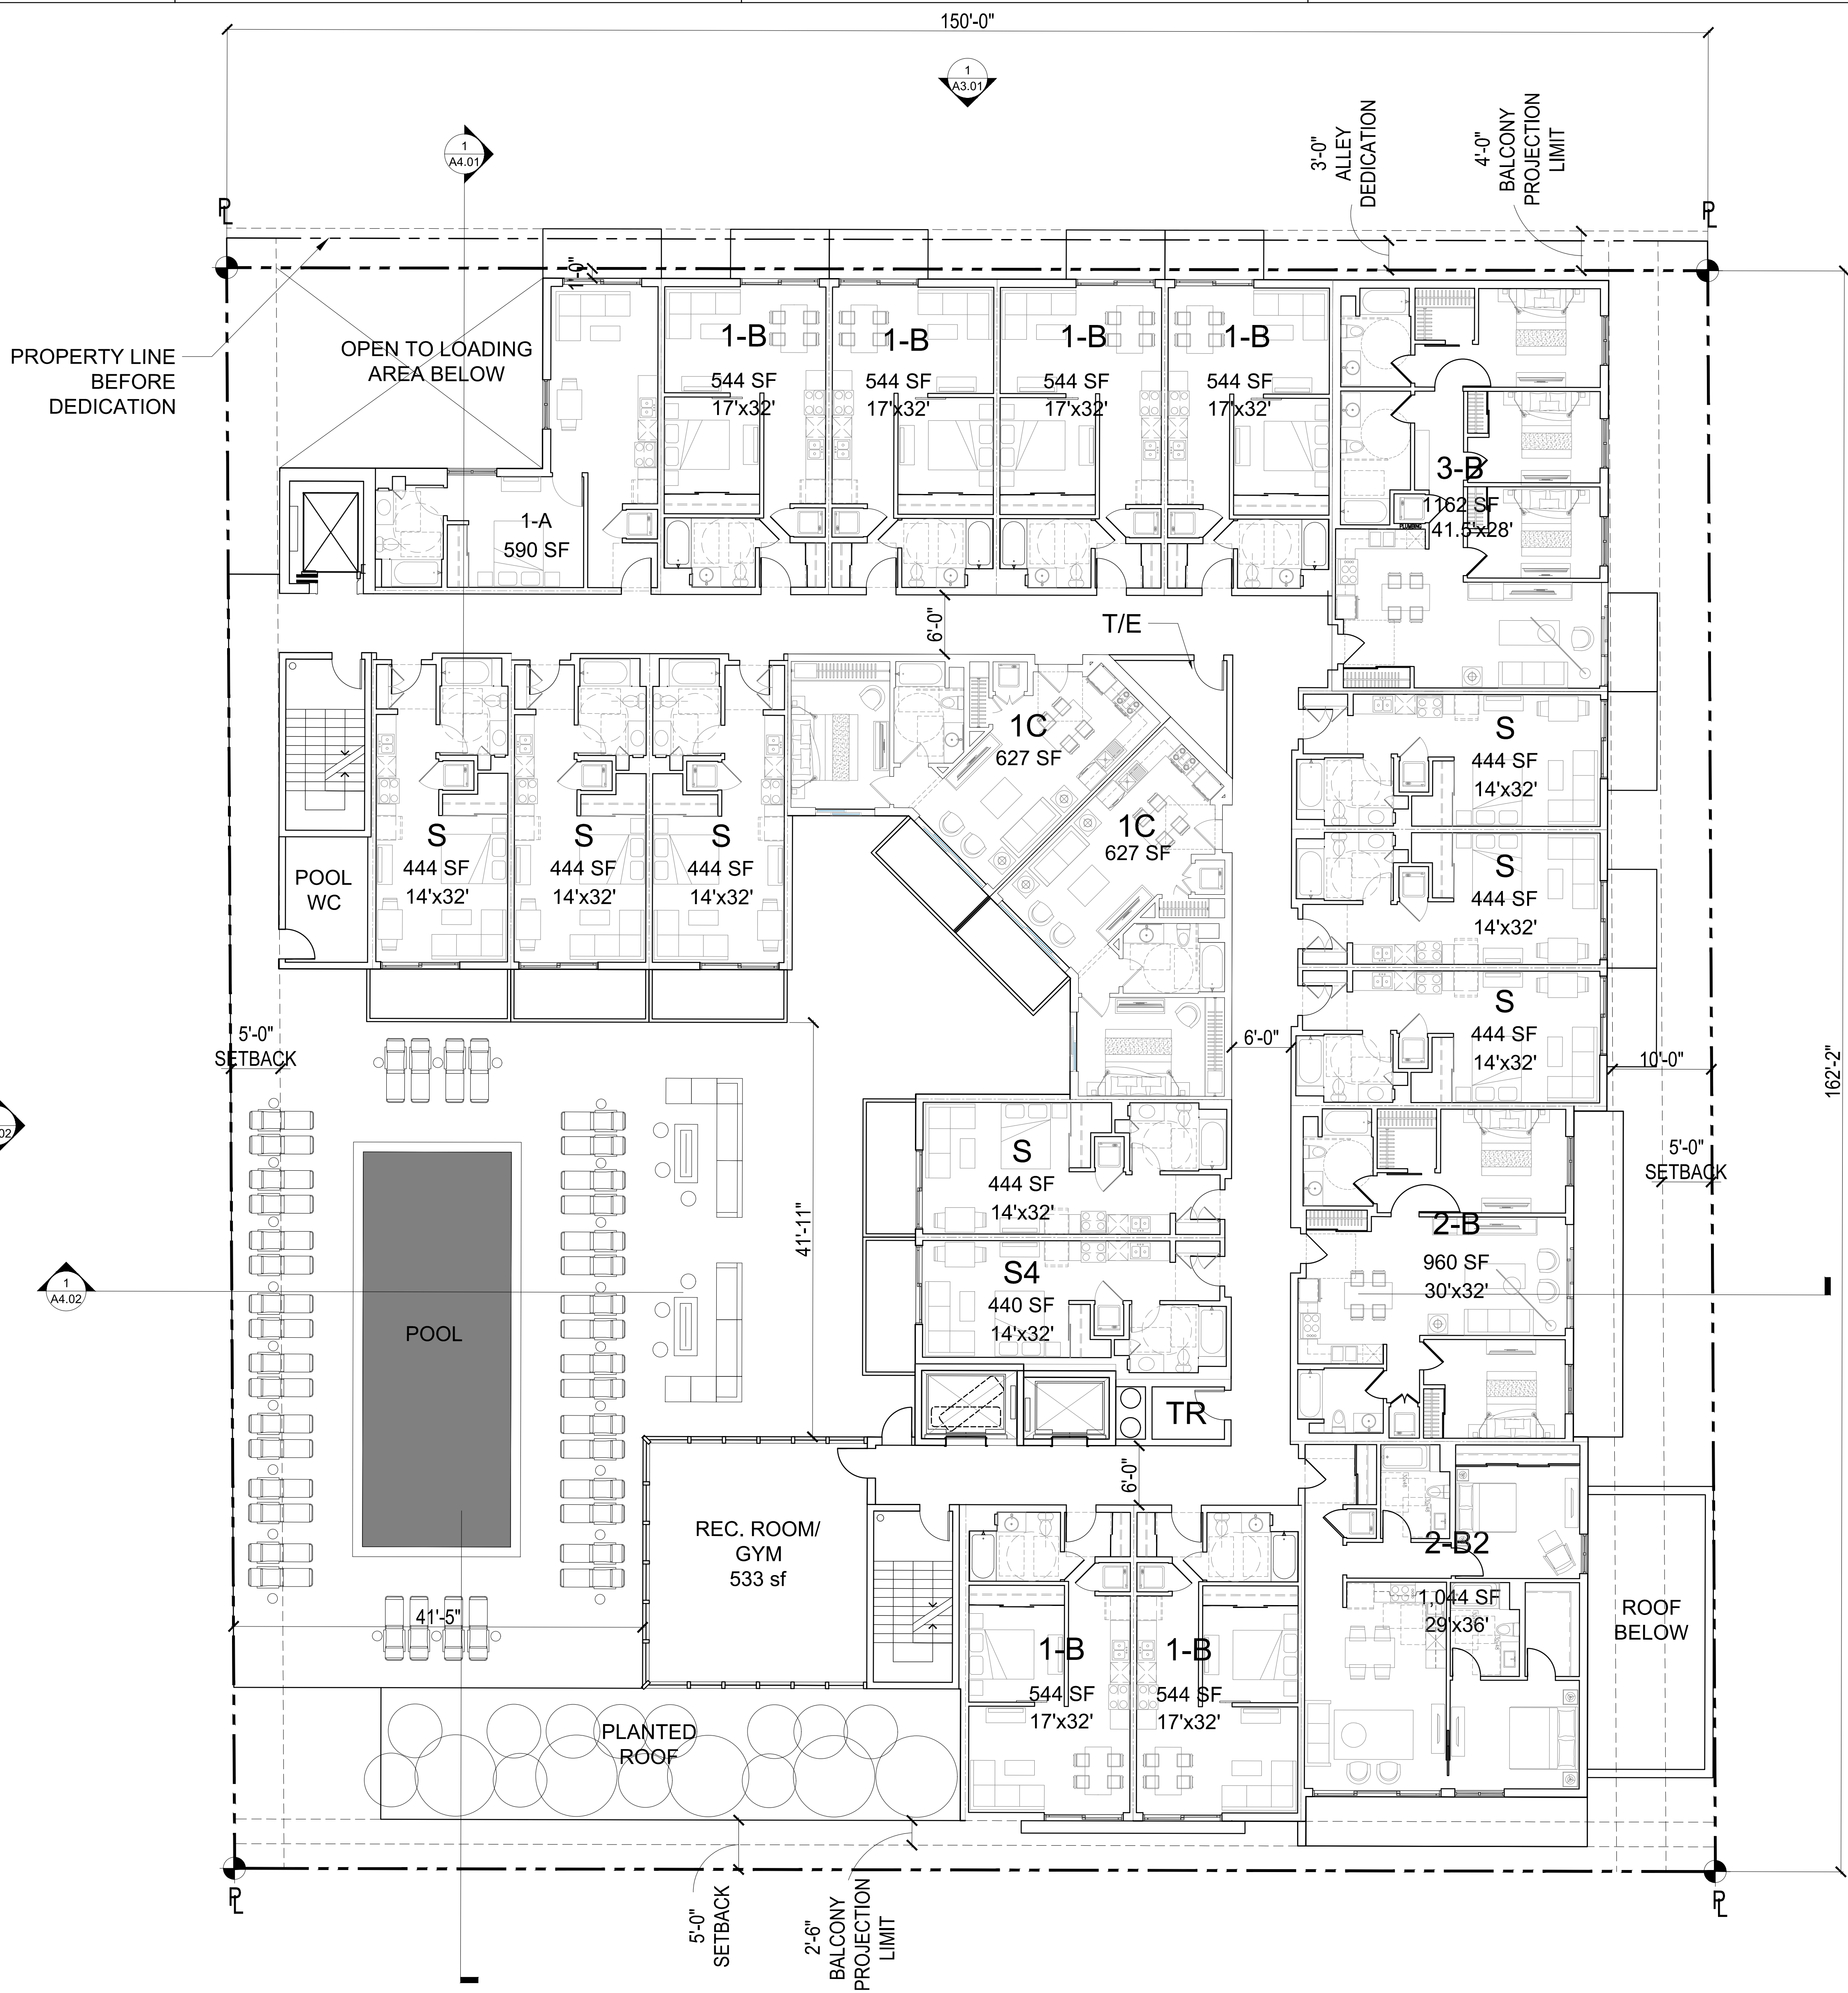 150'-0"
1
A3.01
1
A4.01
3'-0"
ALLEY
DEDICATION
4'-0"
BALCONY
PROJECTION
LIMIT
PL
PL
1'-0"
PROPERTY LINE
BEFORE
DEDICATION
OPEN TO LOADING
AREA BELOW
1-B
544 SF
17'x32'
1-B
544 SF
17'x32'
1-B
544 SF
17'x32'
1-B
544 SF
17'x32'
3-B
1162 SF
41.5'x28'
1-A
590 SF
6'-0"
T/E
1C
627 SF
1C
627 SF
S
444 SF
14'x32'
S
444 SF
14'x32'
S
444 SF
14'x32'
POOL
WC
S
444 SF
14'x32'
S
444 SF
14'x32'
S
444 SF
14'x32'
5'-0"
SETBACK
6'-0"
10'-0"
162'-2"
02
5'-0"
SETBACK
S
444 SF
14'x32'
41'-11"
2-B
960 SF
30'x32'
S4
440 SF
14'x32'
1
A4.02
POOL
TR
6'-0"
REC. ROOM/
GYM
533 sf
2-B2
1,044 SF
29'x36'
ROOF
BELOW
41'-5"
1-B
544 SF
17'x32'
1-B
544 SF
17'x32'
PLANTED
ROOF
5'-0"
SETBACK
2'-6"
BALCONY
PROJECTION
LIMIT
PL
PL